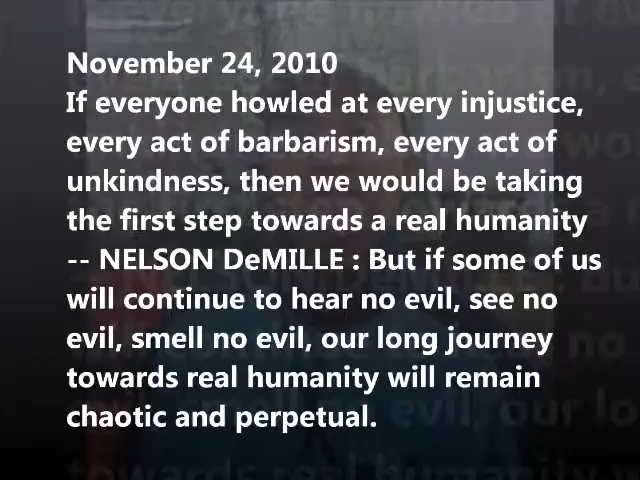 November 24, 2010
If everyone howled at every injustice,
every act of barbarism, every act of
unkindness, then we would be taking
the first step towards a real humanity
-- NELSON DeMILLE : But if some of us
will continue to hear no evil, see no
evil, smell no evil, our long journey
towards real humanity will remain
chaotic and perpetual.